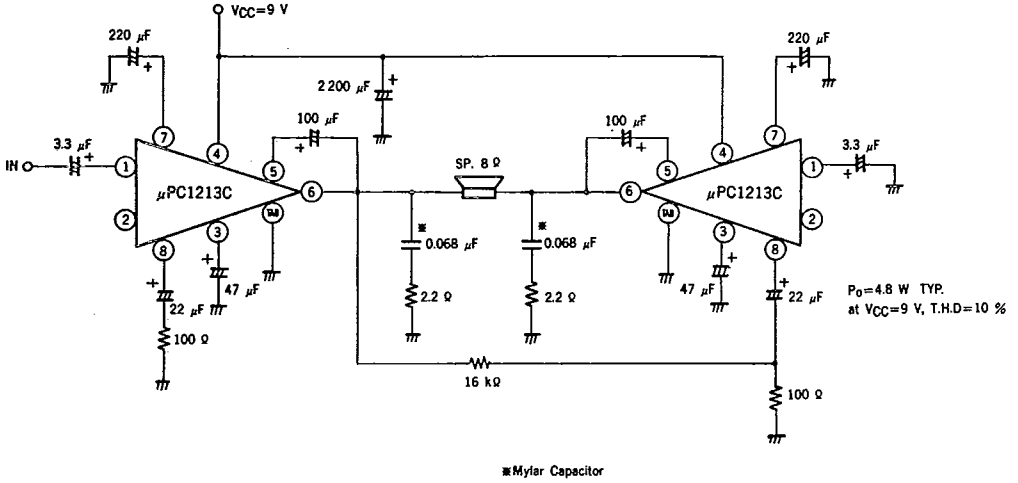 VCC=9 V
220 µF
+
220 µF
+
2 200 µF
+
7
100 µF
+
100 µF
+
7
3.3 µF
+
IN
1
4
5
4
5
1
3.3 µF
+
SP. 8 Ω
µPC1213C
6
6
µPC1213C
2
TAB
TAB
2
3
8
3
8
※
0.068 µF
※
0.068 µF
+
+
47 µF
+
47 µF
+
22 µF
22 µF
2.2 Ω
2.2 Ω
100 Ω
PO=4.8 W TYP.
at VCC=9 V, T.H.D=10 %
16 kΩ
100 Ω
※Mylar Capacitor